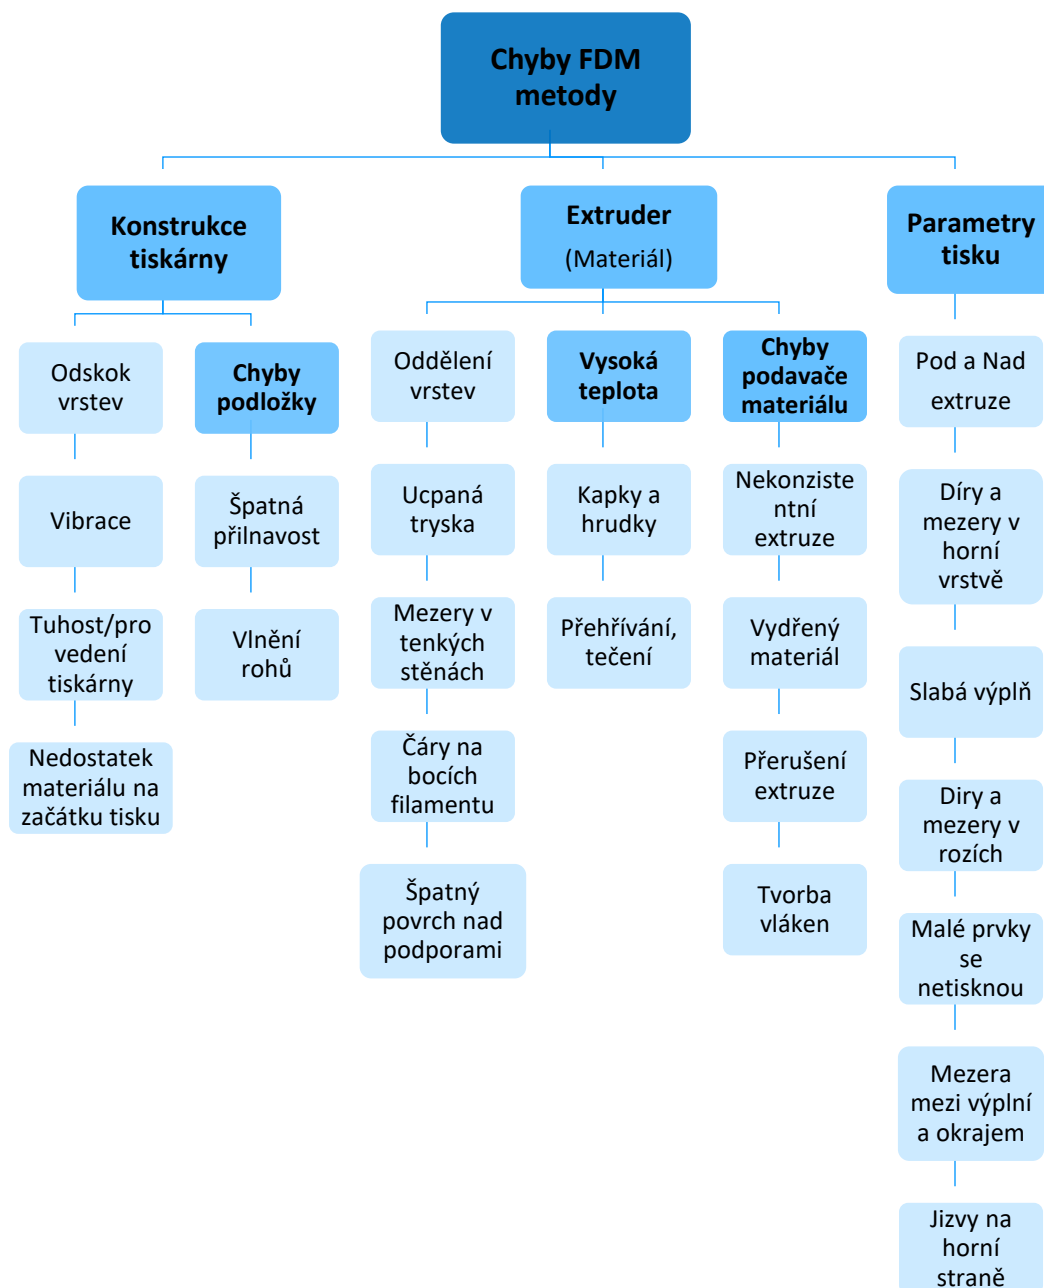 Chyby FDM
metody
Konstrukce
tiskárny
Extruder
(Materiál)
Parametry
tisku
Odskok
vrstev
Vibrace
Tuhost/pro
vedení
tiskárny
Nedostatek
materiálu na
začátku tisku
Chyby
podložky
Špatná
přilnavost
Vlnění
rohů
Oddělení
vrstev
Ucpaná
tryska
Mezery v
tenkých
stěnách
Čáry na
bocích
filamentu
Špatný
povrch nad
podporami
Vysoká
teplota
Kapky a
hrudky
Přehřívání,
tečení
Chyby
podavače
materiálu
Nekonziste
ntní
extruze
Vydřený
materiál
Přerušení
extruze
Tvorba
vláken
Pod a Nad
extruze
Díry a
mezery v
horní
vrstvě
Slabá výplň
Diry a
mezery v
rozích
Malé prvky
se
netisknou
Mezera
mezi výplní
a okrajem
Jizvy na
horní
straně